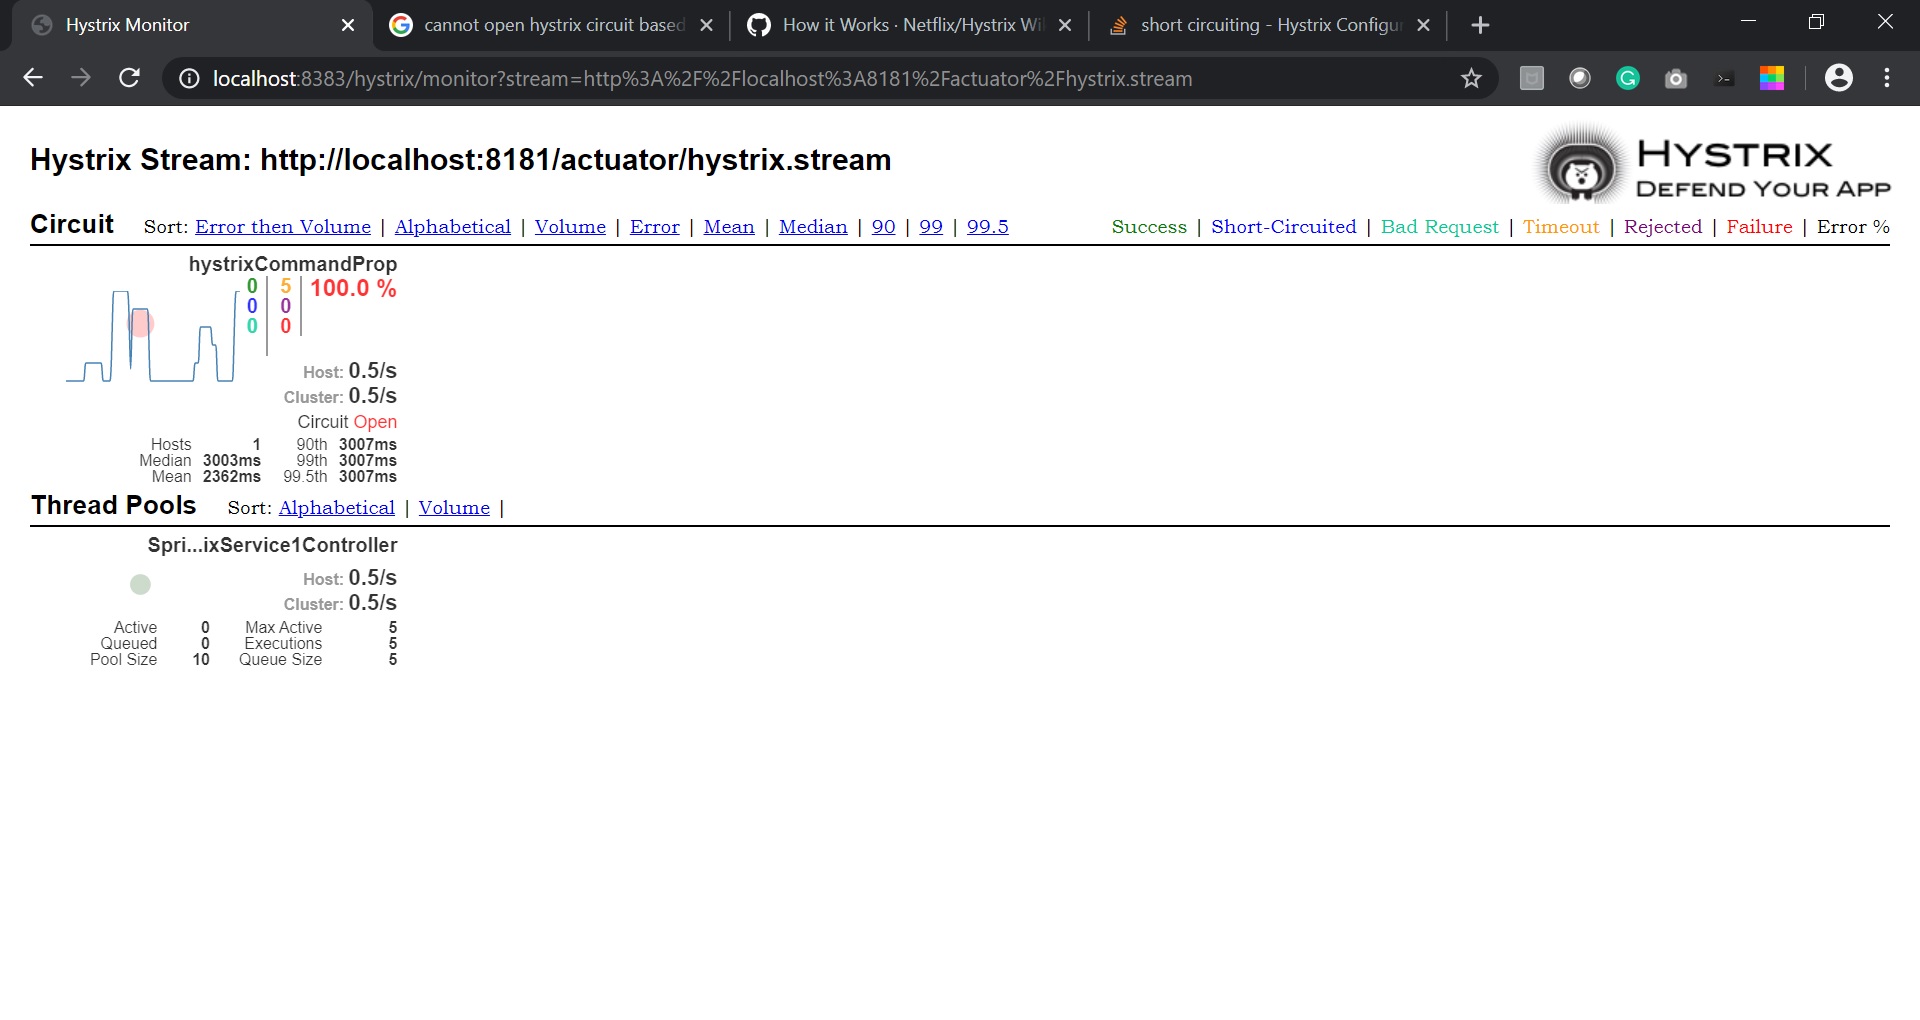 Hystrix Monitor
cannot open hystrix circuit based
How it Works · Netflix/Hystrix Wi
short circuiting - Hystrix Configur
localhost:8383/hystrix/monitor?stream=http%3A%2F%2Flocalhost%3A8181%2Factuator%2Fhystrix.stream
Hystrix Stream: http://localhost:8181/actuator/hystrix.stream
HYSTRIX
DEFEND YOUR APP
Circuit Sort: Error then Volume | Alphabetical | Volume | Error | Mean | Median | 90 | 99 | 99.5
Success | Short-Circuited | Bad Request | Timeout | Rejected | Failure | Error %
hystrixCommandProp
0 5 100.0 %
0 0
0 0
Host: 0.5/s
Cluster: 0.5/s
Circuit Open
Hosts 1 90th 3007ms
Median 3003ms 99th 3007ms
Mean 2362ms 99.5th 3007ms
Thread Pools Sort: Alphabetical | Volume |
Spri...ixService1Controller
Host: 0.5/s
Cluster: 0.5/s
Active 0 Max Active 5
Queued 0 Executions 5
Pool Size 10 Queue Size 5